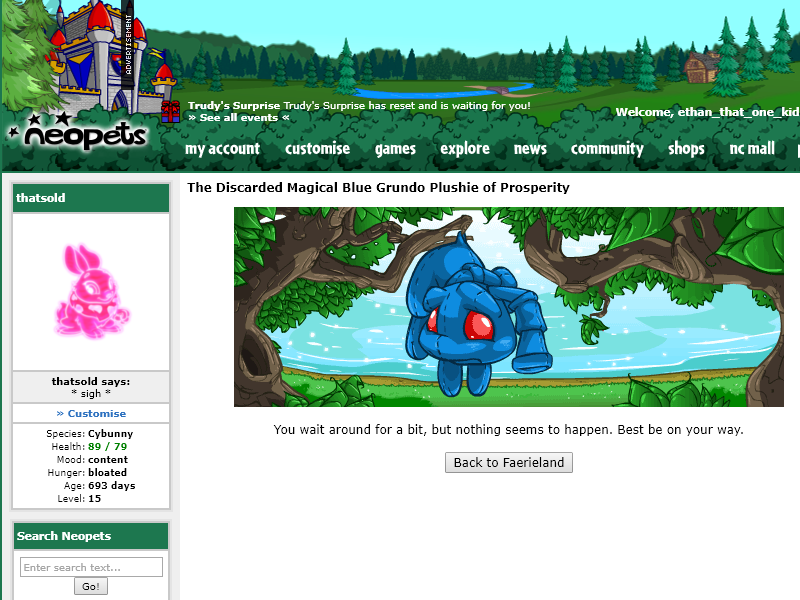 ADVERTISEMENT
Trudy's Surprise Trudy's Surprise has reset and is waiting for you!
» See all events «
Welcome, ethan_that_one_kid
neopets
my account customise games explore news community shops nc mall
thatsold
The Discarded Magical Blue Grundo Plushie of Prosperity
thatsold says:
* sigh *
» Customise
Species: Cybunny
Health: 89 / 79
Mood: content
Hunger: bloated
Age: 693 days
Level: 15
You wait around for a bit, but nothing seems to happen. Best be on your way.
Back to Faerieland
Search Neopets
Enter search text...
Go!